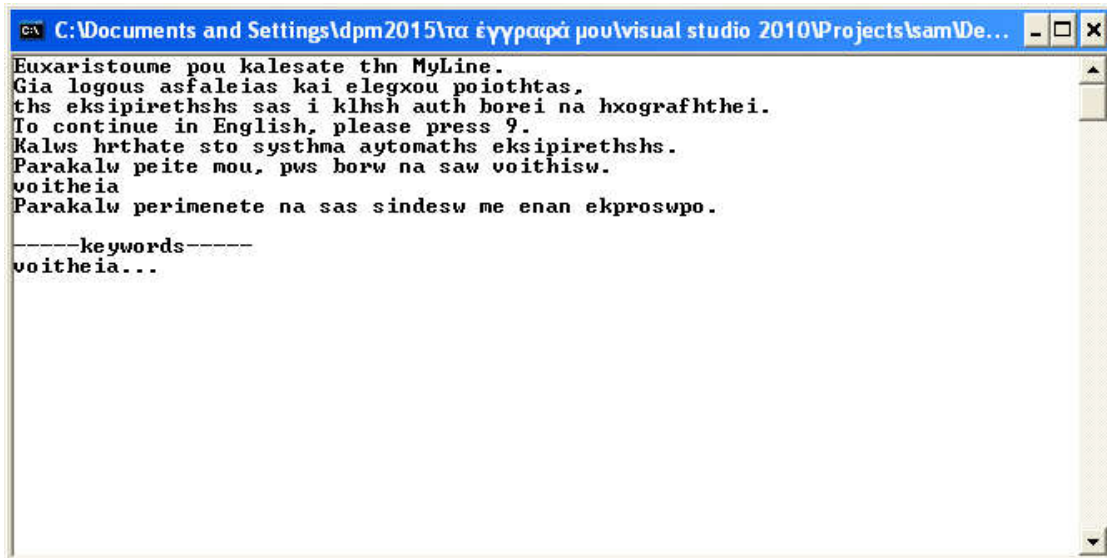 C:\Documents and Settings\dpm2015\τα έγγραφά μου\visual studio 2010\Projects\sam\De...
Euxaristoume pou kalesate thn MyLine.
Gia logous asfaleias kai elegxou poiothtas,
ths eksipirethshs sas i klhsh auth borei na hxografhthei.
To continue in English, please press 9.
Kalws hrthate sto systhma aytomaths eksipirethshs.
Parakalw peite mou, pws borw na saw voithisw.
voitheia
Parakalw perimenete na sas sindesw me enan ekproswpo.
-----keywords-----
voitheia...